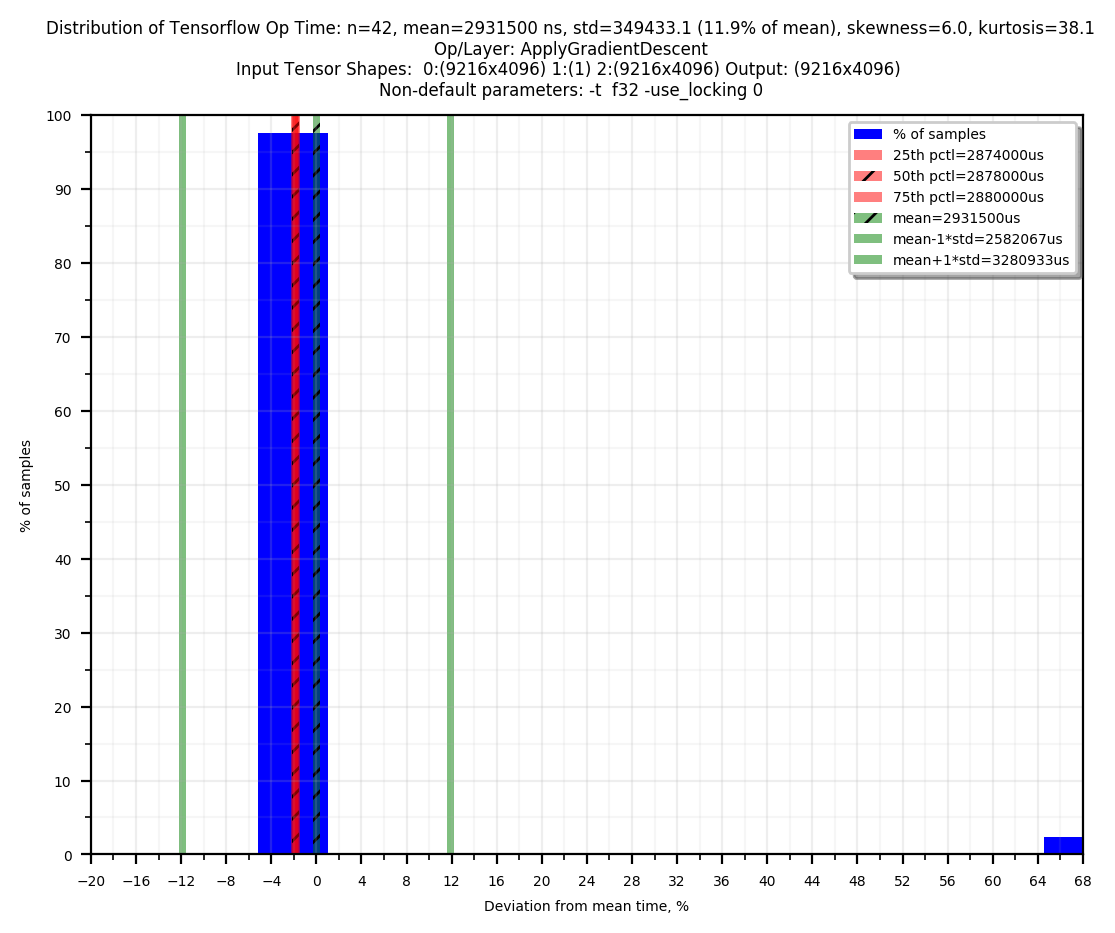 Distribution of Tensorflow Op Time: n=42, mean=2931500 ns, std=349433.1 (11.9% of mean), skewness=6.0, kurtosis=38.1
Op/Layer: ApplyGradientDescent
Input Tensor Shapes:  0:(9216x4096) 1:(1) 2:(9216x4096) Output: (9216x4096)
Non-default parameters: -t  f32 -use_locking 0
% of samples
25th pctl=2874000us
50th pctl=2878000us
75th pctl=2880000us
mean=2931500us
mean-1*std=2582067us
mean+1*std=3280933us
100
90
80
70
60
50
40
30
20
10
0
% of samples
−20 −16 −12 −8 −4 0 4 8 12 16 20 24 28 32 36 40 44 48 52 56 60 64 68
Deviation from mean time, %